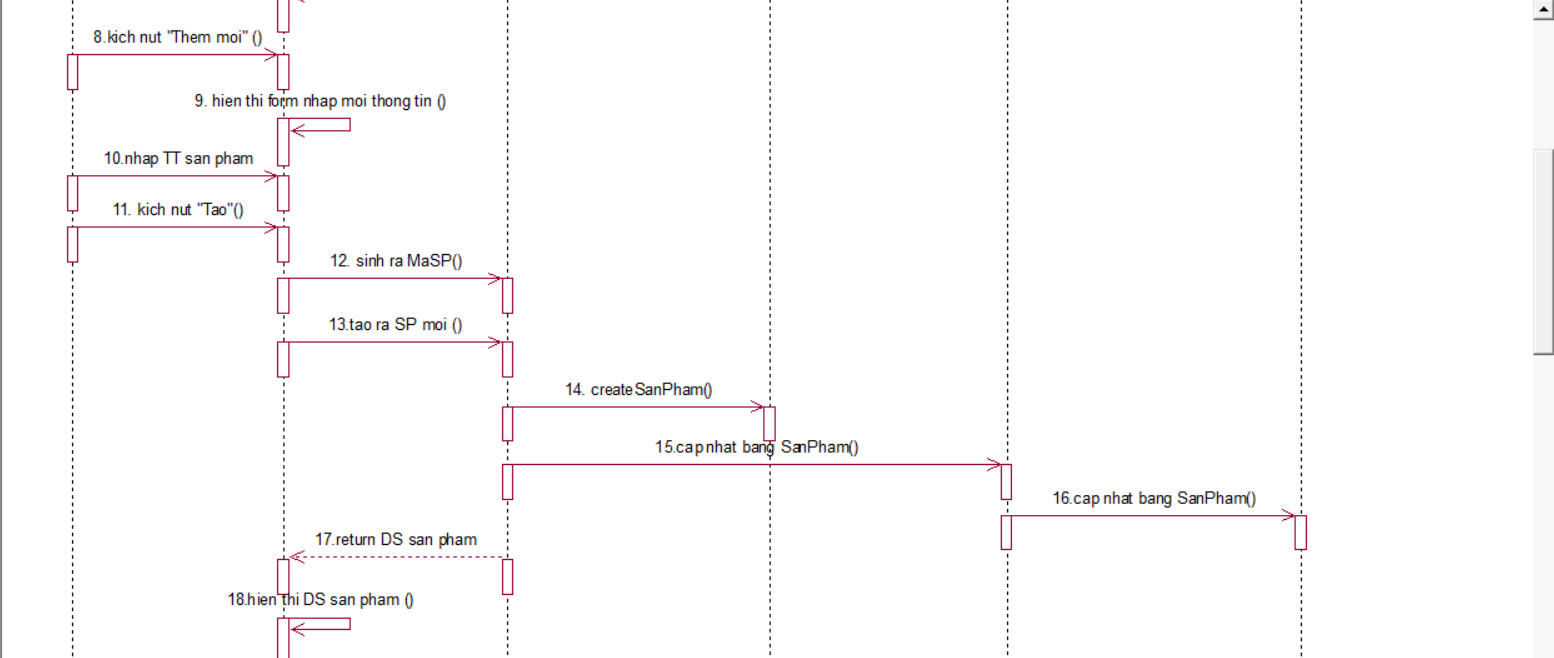 8.kich nut "Them moi" ()
9. hien thi form nhap moi thong tin ()
10.nhap TT san pham
11. kich nut "Tao"()
12. sinh ra MaSP()
13.tao ra SP moi ()
14. createSanPham()
15.cap nhat bang SanPham()
16.cap nhat bang SanPham()
17.return DS san pham
18.hien thi DS san pham ()